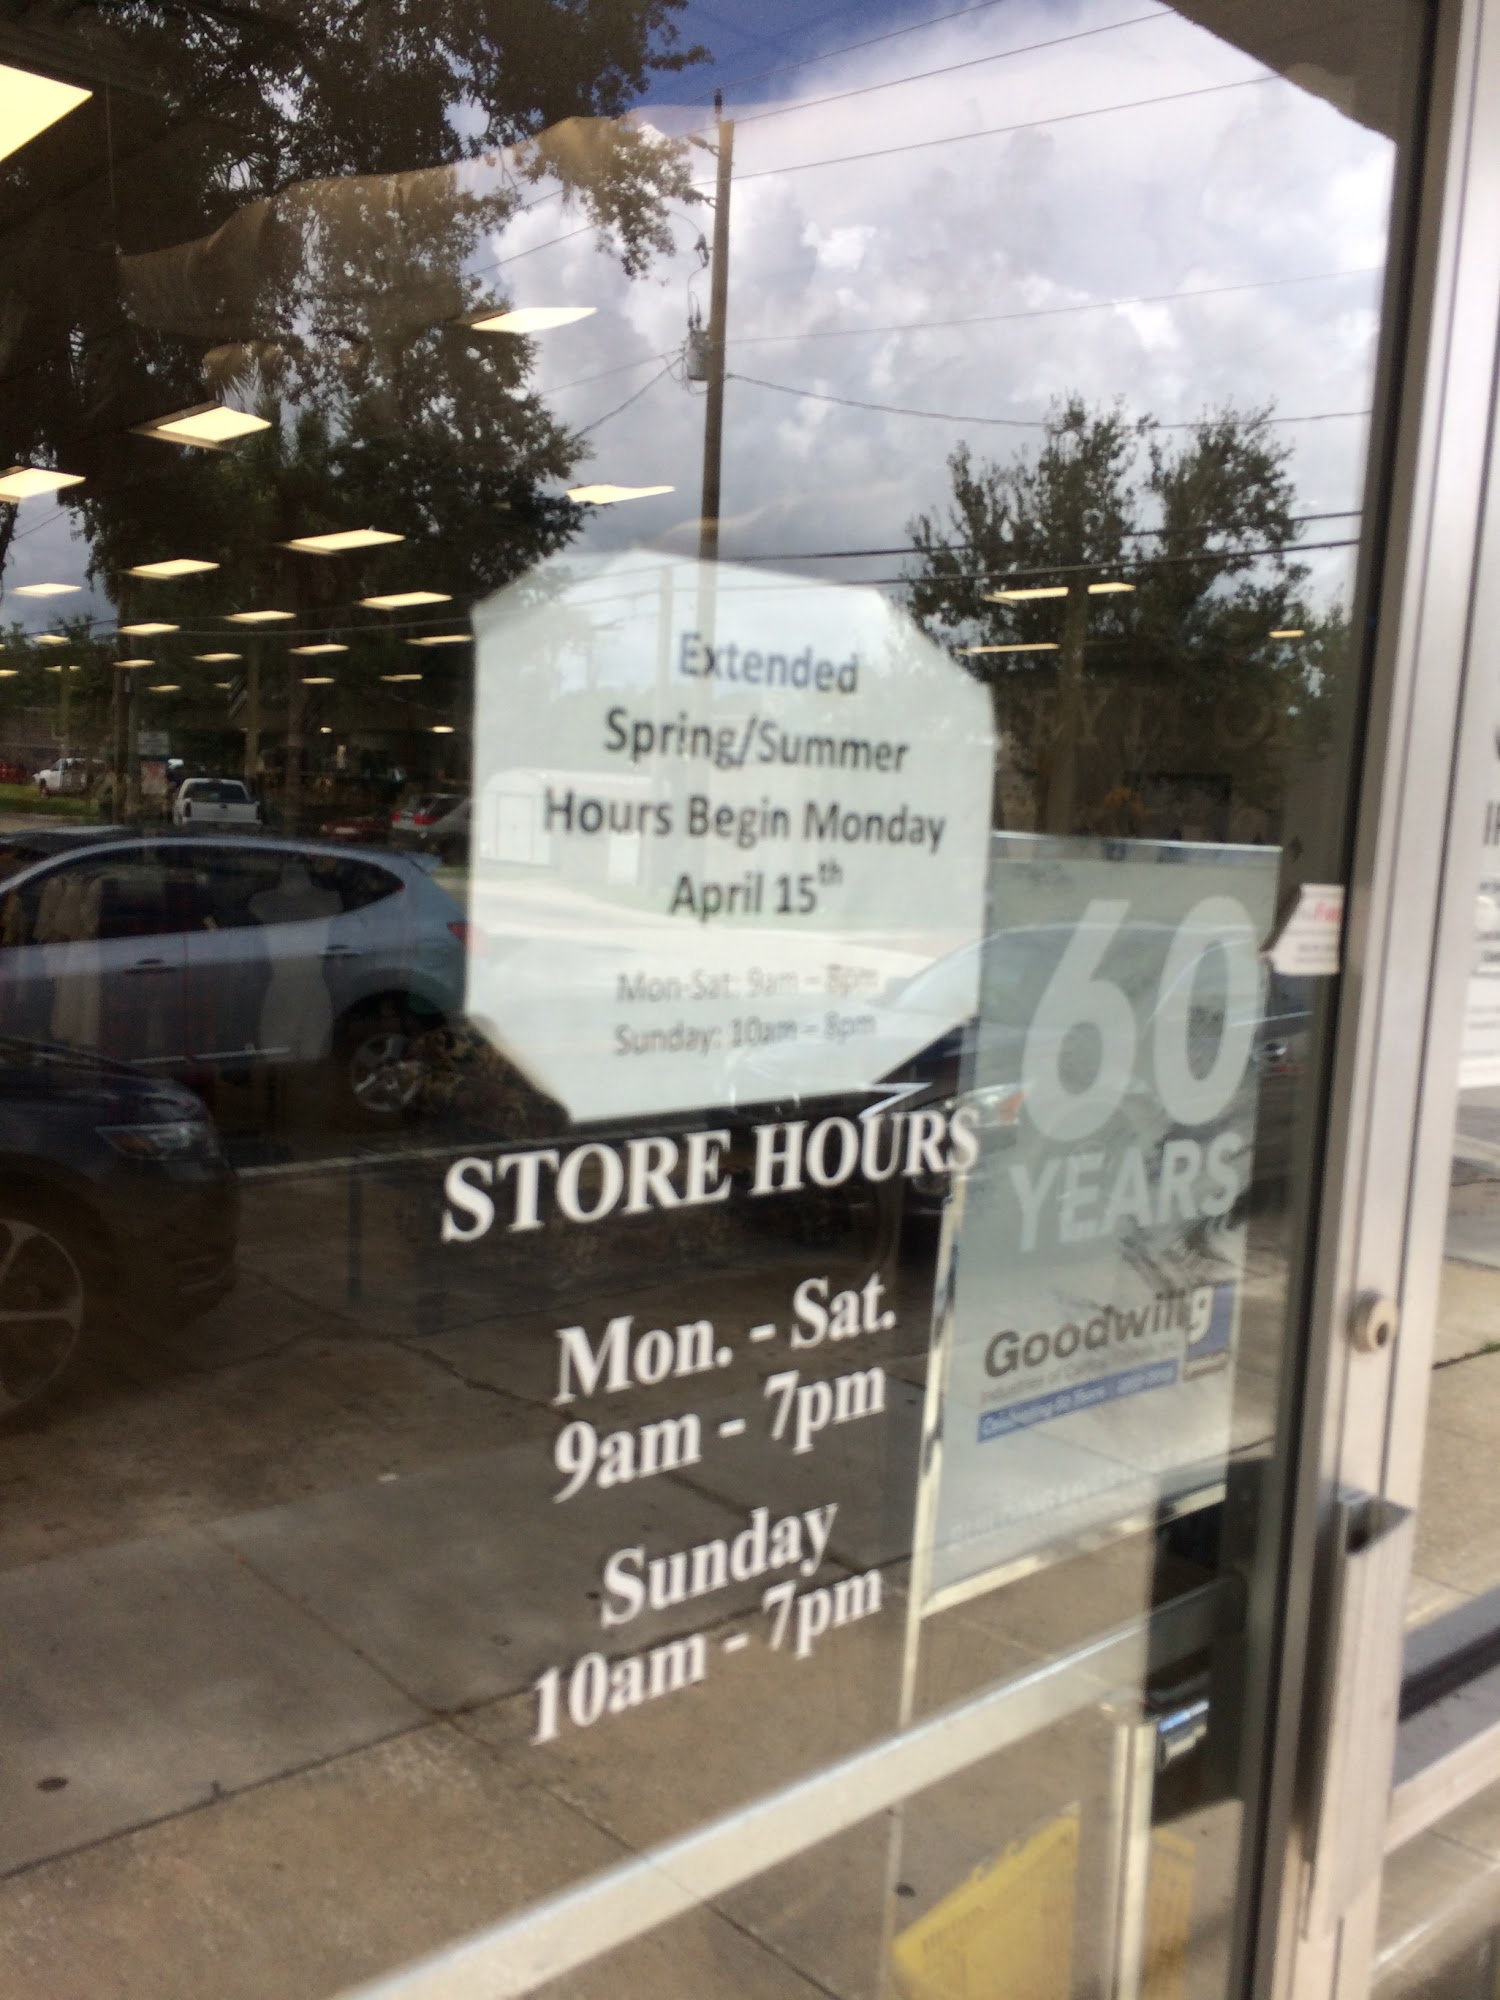 Extended
Spring/Summer
Hours Begin Monday
April 15th
Mon-Sat: 9am – 8pm
Sunday: 10am – 8pm
STORE HOURS
Mon. - Sat.
9am - 7pm
Sunday
10am - 7pm
60
YEARS
Goodwill